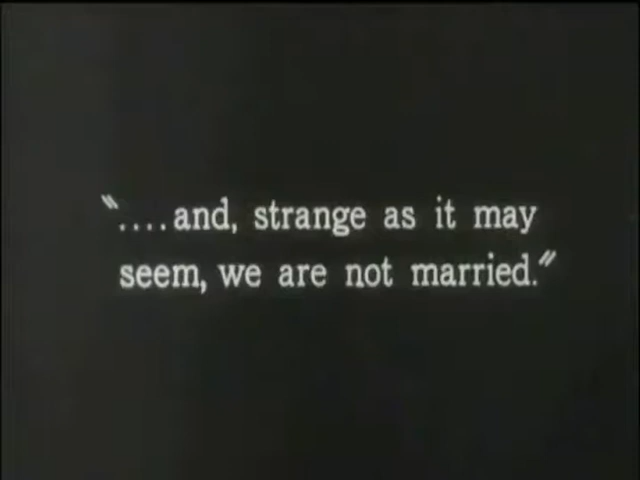 "....and, strange as it may
seem, we are not married."